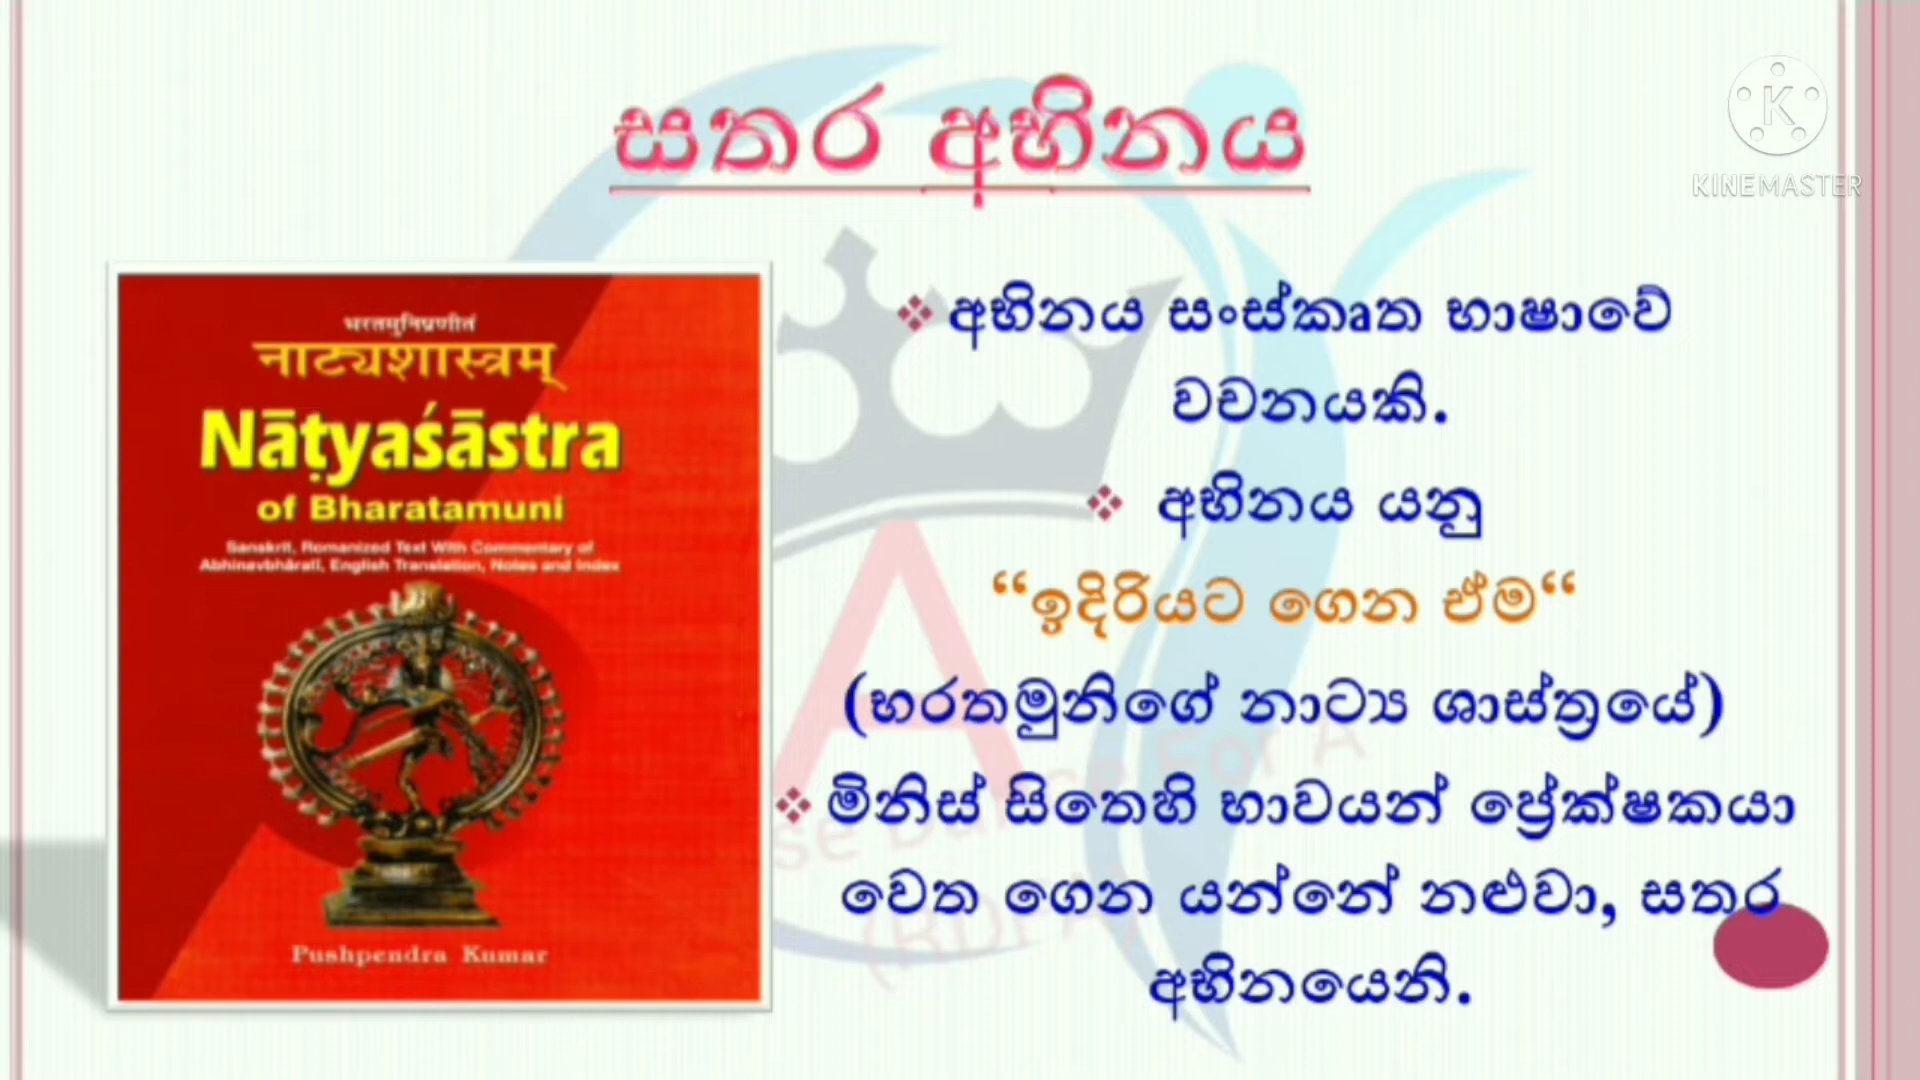 සතර අභිනය
KINEMASTER
भरतमुनिप्रणीतं
नाट्यशास्त्रम्
Nāṭyaśāstra
of Bharatamuni
Sanskrit, Romanized Text With Commentary of
Abhinavbhāratī, English Translation, Notes and Index
Pushpendra Kumar
❖ අභිනය සංස්කෘත භාෂාවේ
වචනයකි.
❖ අභිනය යනු
“ඉදිරියට ගෙන ඒම“
(භරතමුනිගේ නාට්‍ය ශාස්ත්‍රයේ)
❖ මිනිස් සිතෙහි භාවයන් ප්‍රේක්ෂකයා
වෙත ගෙන යන්නේ නළුවා, සතර
අභිනයෙනි.